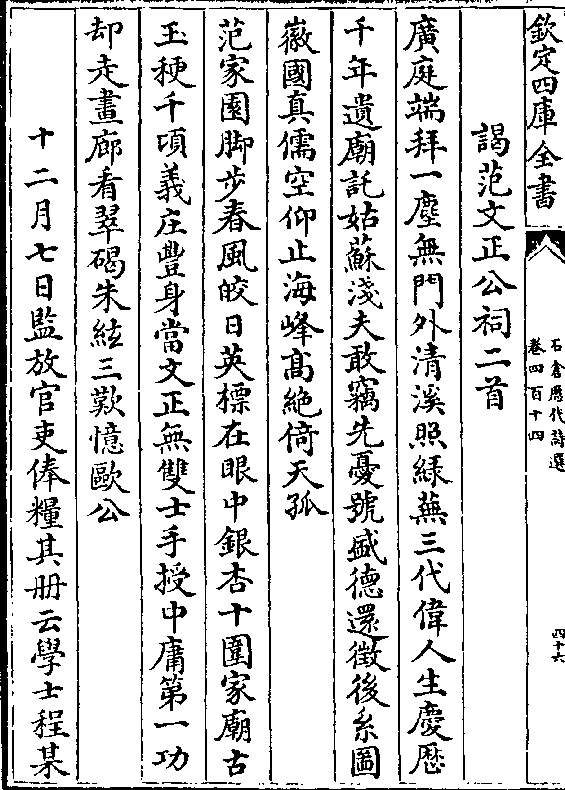 欽定四庫全書
石倉歷代詩選
卷四百十四
四十六
謁范文正公祠二首
廣庭端拜一塵無門外清溪照綠蕪三代偉人生慶歴
千年遺廟託姑蘇淺夫敢竊先憂號盛德還徵後系圖
徽國真儒空仰止海峰髙絶倚天孤
范家園脚步春風皎日英標在眼中銀杏十圍家廟古
玉稉千項義庄豐身當文正無雙士手授中庸第一功
却走畫廊看翠碣朱絃三歎憶歐公
十二月七日監放官吏俸糧其册云學士程某